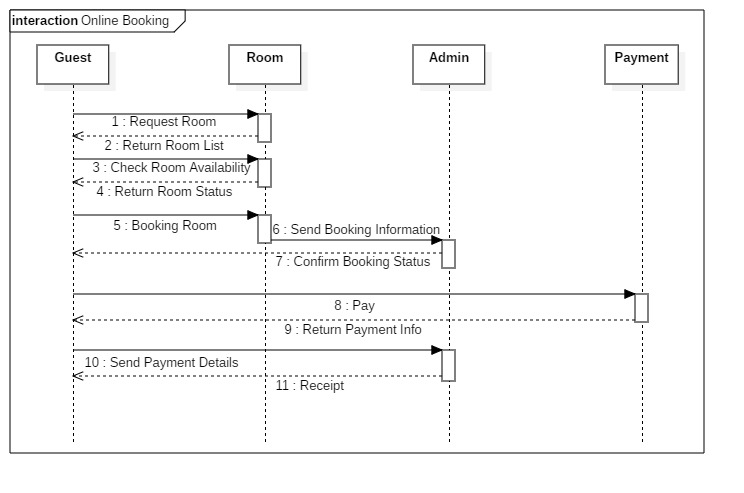 interaction Online Booking
Guest
Room
Admin
Payment
1 : Request Room
2 : Return Room List
3 : Check Room Availability
4 : Return Room Status
5 : Booking Room
6 : Send Booking Information
7 : Confirm Booking Status
8 : Pay
9 : Return Payment Info
10 : Send Payment Details
11 : Receipt